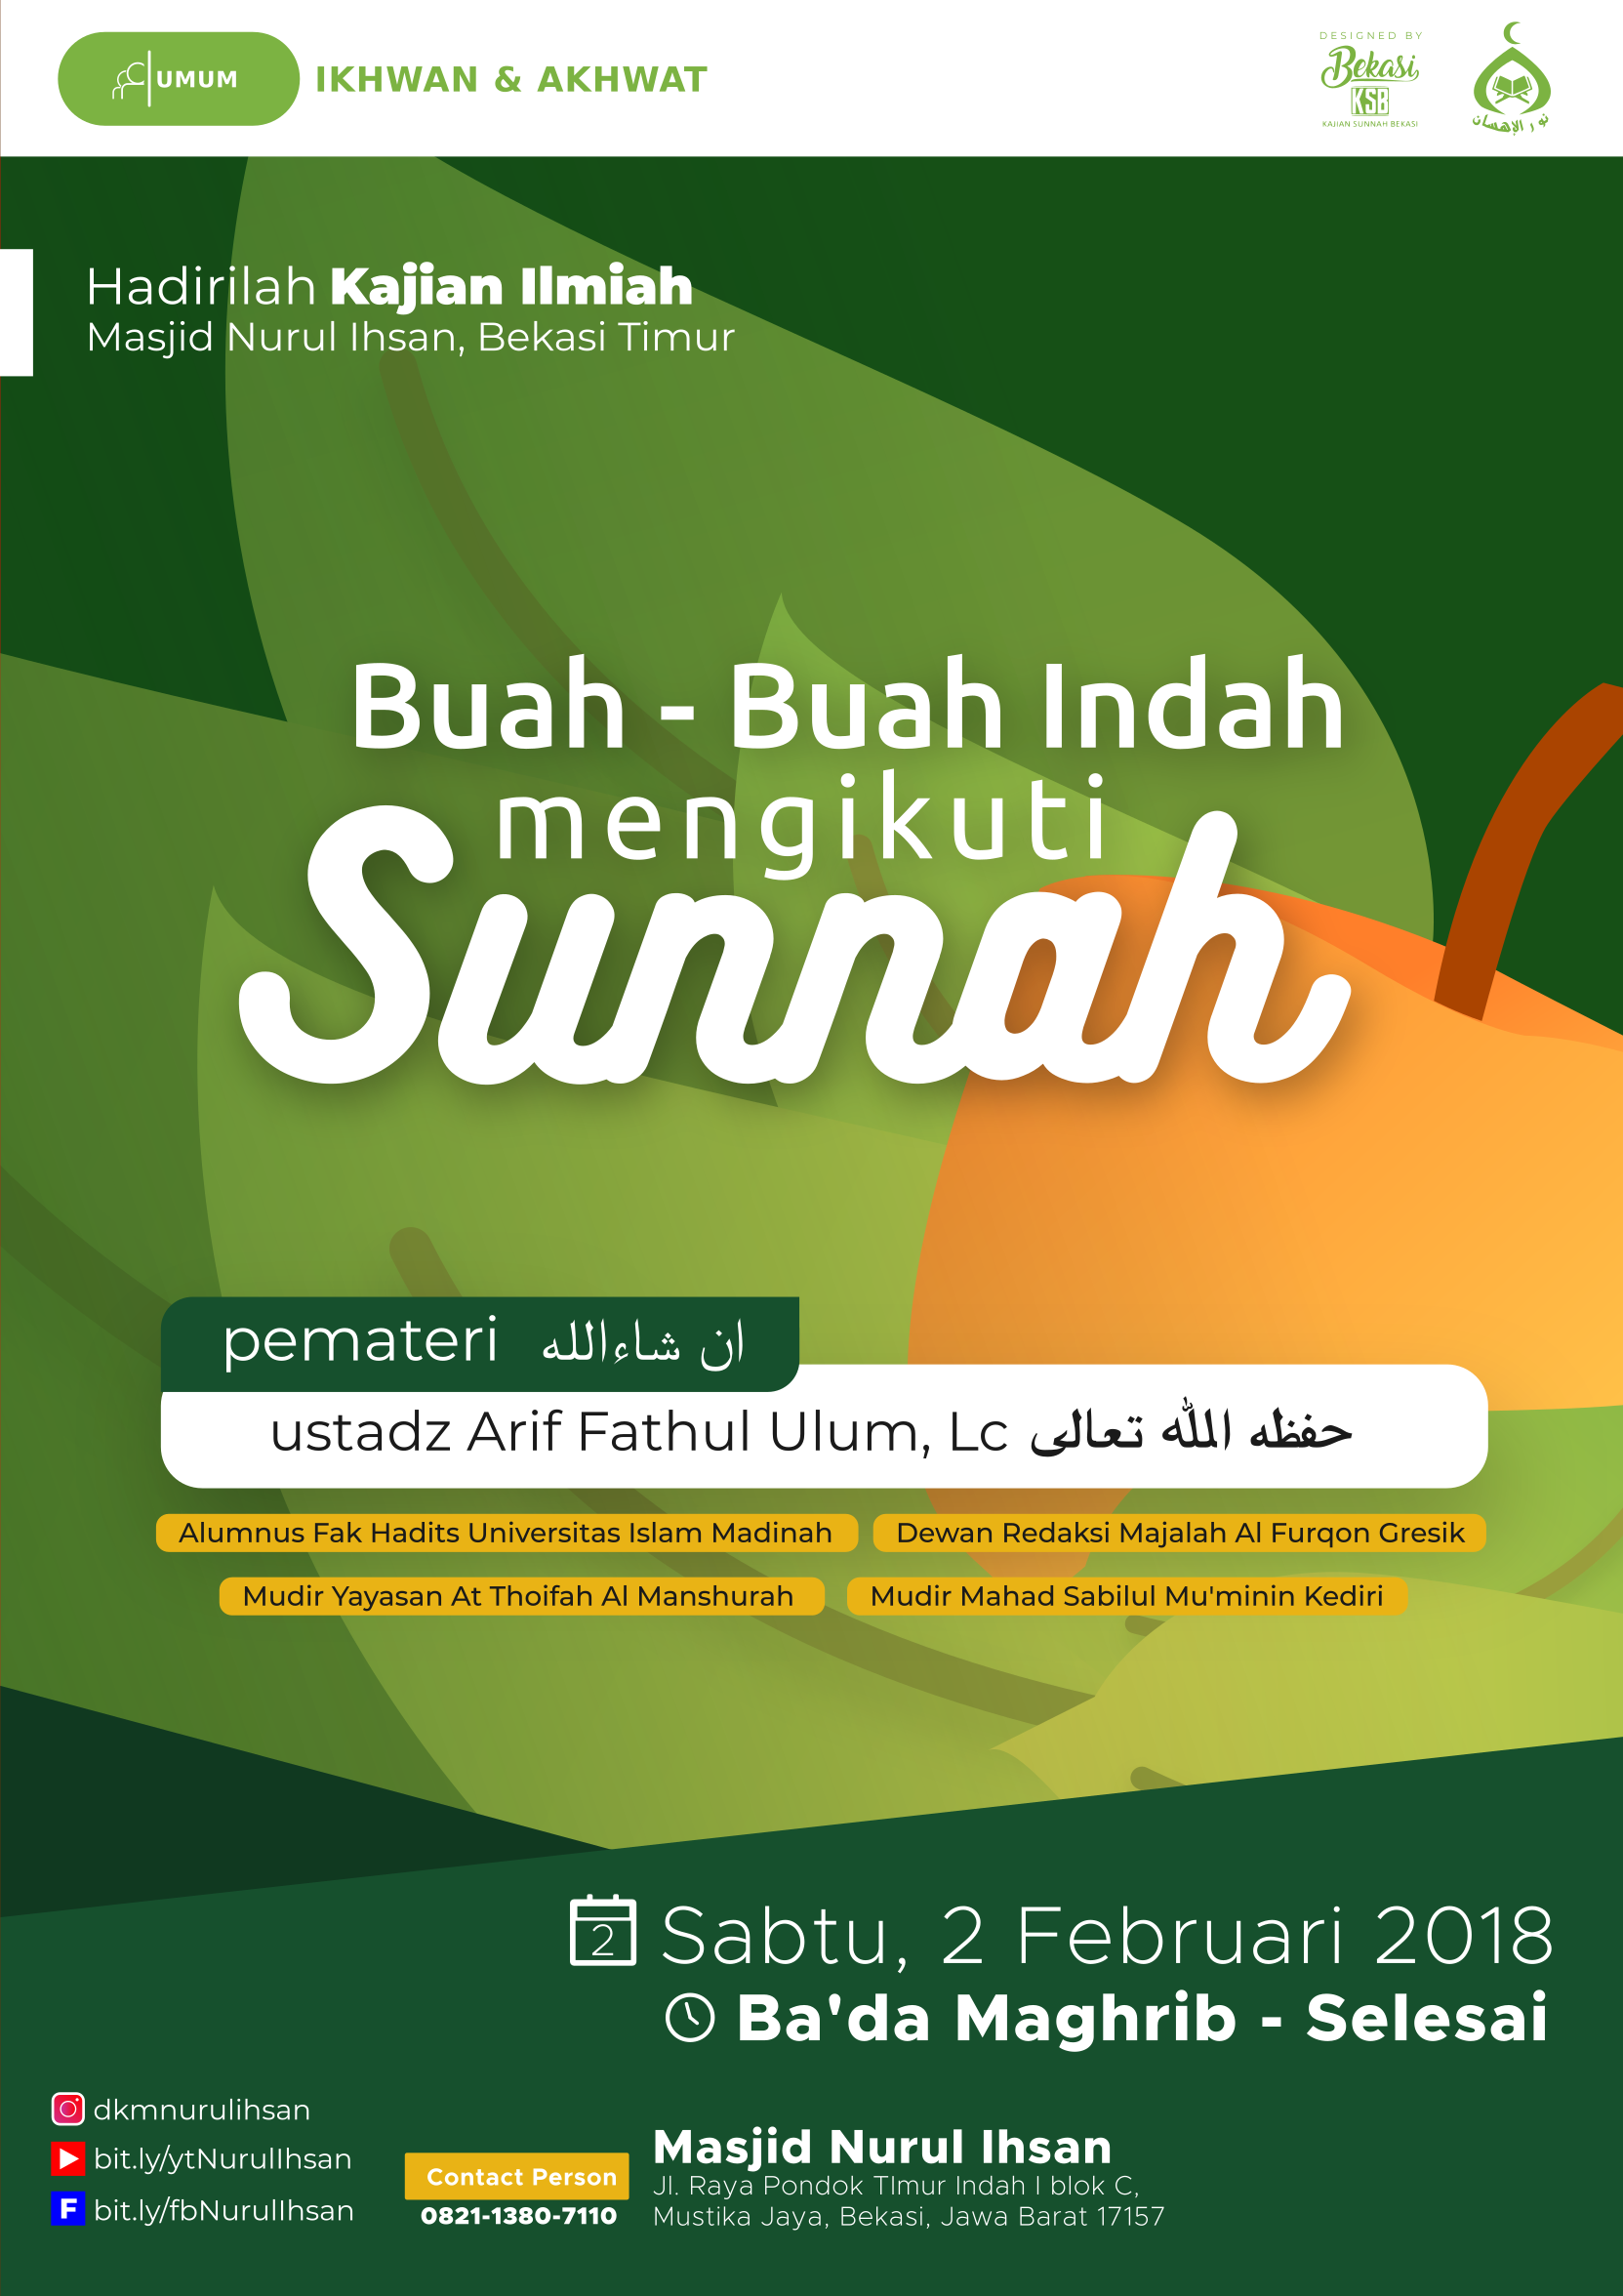 UMUM
IKHWAN & AKHWAT
DESIGNED BY
Bekasi
KSB
KAJIAN SUNNAH BEKASI
نور الإهسان
Hadirilah Kajian Ilmiah
Masjid Nurul Ihsan, Bekasi Timur
Buah - Buah Indah
mengikuti
Sunnah
pemateri ان شاءالله
ustadz Arif Fathul Ulum, Lc حفظه الله تعالى
Alumnus Fak Hadits Universitas Islam Madinah
Dewan Redaksi Majalah Al Furqon Gresik
Mudir Yayasan At Thoifah Al Manshurah
Mudir Mahad Sabilul Mu'minin Kediri
2
Sabtu, 2 Februari 2018
Ba'da Maghrib - Selesai
dkmnurulihsan
bit.ly/ytNurulIhsan
F bit.ly/fbNurulIhsan
Contact Person
0821-1380-7110
Masjid Nurul Ihsan
Jl. Raya Pondok TImur Indah I blok C,
Mustika Jaya, Bekasi, Jawa Barat 17157